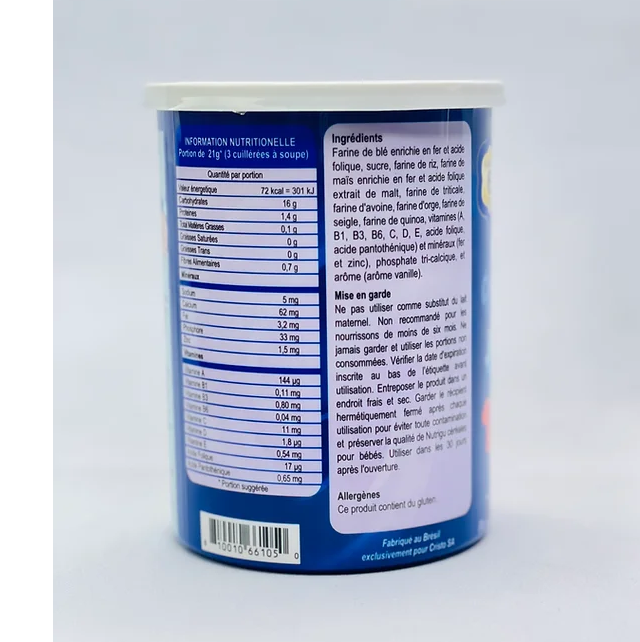 INFORMATION NUTRITIONELLE
Portion de 21g* (3 cuillerées à soupe)
Quantité par portion
Valeur énergetique 72 kcal = 301 kJ
Carbohydrates 16 g
Proteines 1,4 g
Total Matières Grasses 0,1 g
Graisses Saturées 0 g
Graisses Trans 0 g
Fibres Alimentaires 0,7 g
Minéraux
Sodium 5 mg
Calcium 62 mg
Fer 3,2 mg
Phosphore 33 mg
Zinc 1,5 mg
Vitamines
Vitamine A 144 µg
Vitamine B1 0,11 mg
Vitamine B3 0,80 mg
Vitamine B6 0,04 mg
Vitamine C 11 mg
Vitamine 1,8 µg
Vitamine E 0,54 mg
Acide Folique 17 µg
Acide Pantothénique 0,65 mg
* Portion suggérée
10010 66105 0
Ingrédients
Farine de blé enrichie en fer et acide
folique, sucre, farine de riz, farine de
maïs enrichie en fer et acide folique
extrait de malt, farine de triticale,
farine d'avoine, farine d'orge, farine de
seigle, farine de quinoa, vitamines (A,
B1, B3, B6, C, D, E, acide folique,
acide pantothénique) et minéraux (fer
et zinc), phosphate tri-calcique, et
arôme (arôme vanille).
Mise en garde
Ne pas utiliser comme substitut du lait
maternel. Non recommandé pour les
nourrissons de moins de six mois. Ne
jamais garder et utiliser les portions non
consommées. Vérifier la date d'expiration
inscrite au bas de l'étiquette avant
utilisation. Entreposer le produit dans un
endroit frais et sec. Garder le récipient
hermétiquement fermé après chaque
utilisation pour éviter toute contamination
et préserver la qualité de Nutrigu céréales
pour bébés. Utiliser dans les 30 jours
après l'ouverture.
Allergènes
Ce produit contient du gluten.
Fabrique au Bresil
exclusivement pour Cristo SA